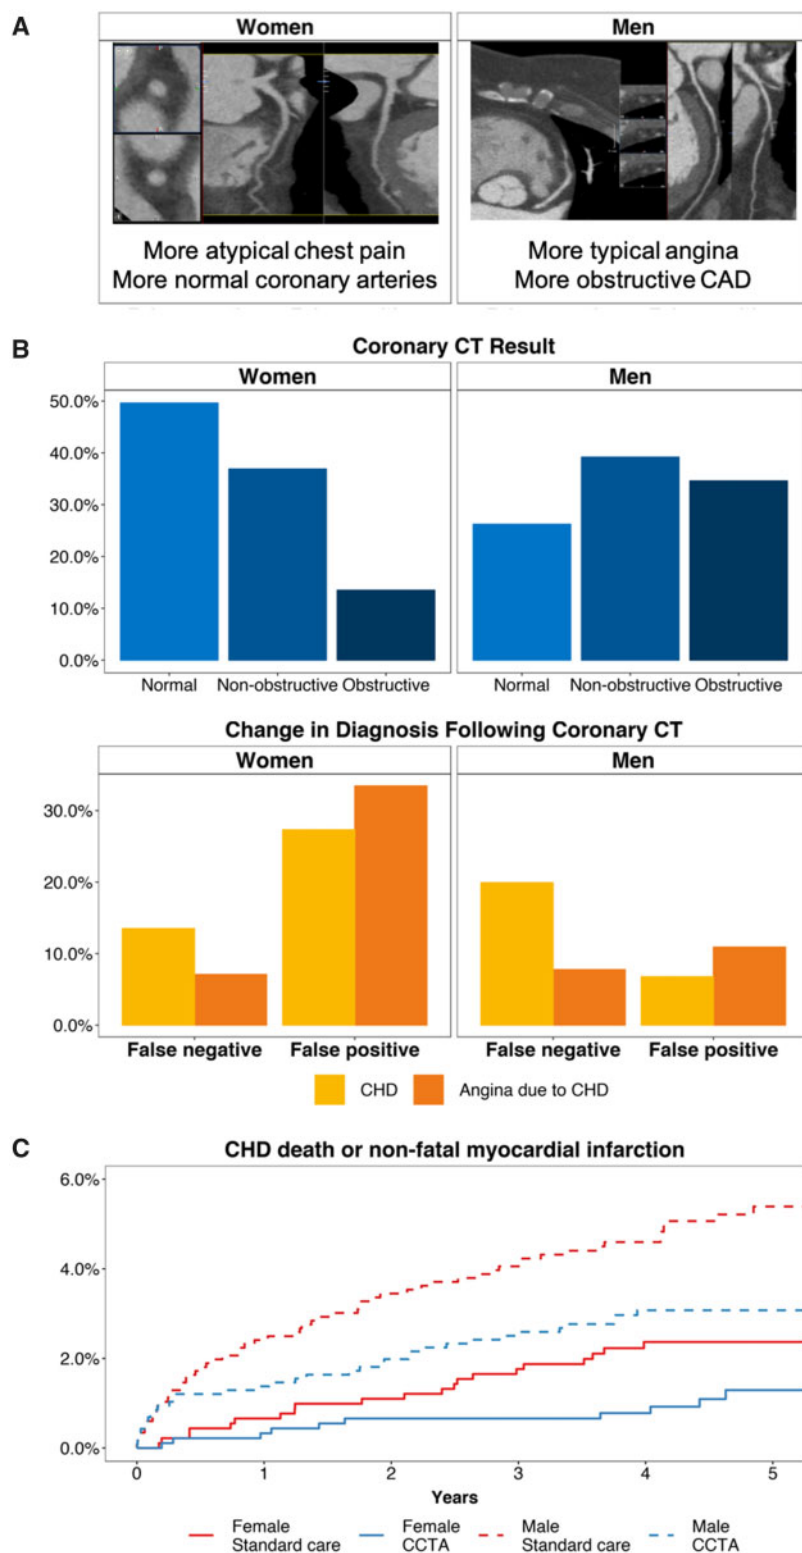 A
Women
Men
More atypical chest pain
More normal coronary arteries
More typical angina
More obstructive CAD
B
Coronary CT Result
Women
Men
50.0%
40.0%
30.0%
20.0%
10.0%
0.0%
Normal
Non-obstructive
Obstructive
Normal
Non-obstructive
Obstructive
Change in Diagnosis Following Coronary CT
Women
Men
30.0%
20.0%
10.0%
0.0%
False negative
False positive
False negative
False positive
CHD
Angina due to CHD
C
CHD death or non-fatal myocardial infarction
6.0%
4.0%
2.0%
0.0%
0
1
2
3
4
5
Years
Female
Standard care
Female
CCTA
Male
Standard care
Male
CCTA